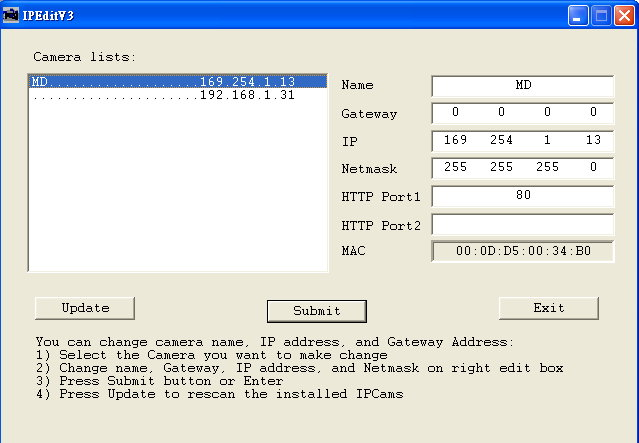 IPEditV3
Camera lists:
MD...................169.254.1.13
.....................192.168.1.31
Name MD
Gateway 0 0 0 0
IP 169 254 1 13
Netmask 255 255 255 0
HTTP Port1 80
HTTP Port2
MAC 00:0D:D5:00:34:B0
Update Submit Exit
You can change camera name, IP address, and Gateway Address:
1) Select the Camera you want to make change
2) Change name, Gateway, IP address, and Netmask on right edit box
3) Press Submit button or Enter
4) Press Update to rescan the installed IPCams